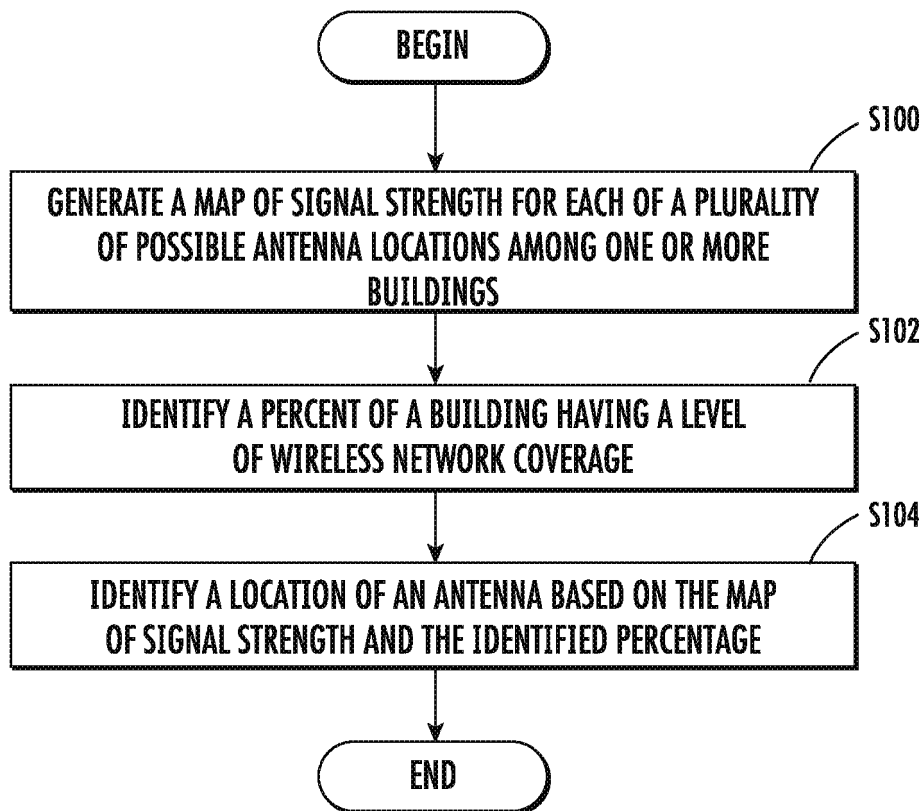 BEGIN
S100
GENERATE A MAP OF SIGNAL STRENGTH FOR EACH OF A PLURALITY
OF POSSIBLE ANTENNA LOCATIONS AMONG ONE OR MORE
BUILDINGS
S102
IDENTIFY A PERCENT OF A BUILDING HAVING A LEVEL
OF WIRELESS NETWORK COVERAGE
S104
IDENTIFY A LOCATION OF AN ANTENNA BASED ON THE MAP
OF SIGNAL STRENGTH AND THE IDENTIFIED PERCENTAGE
END